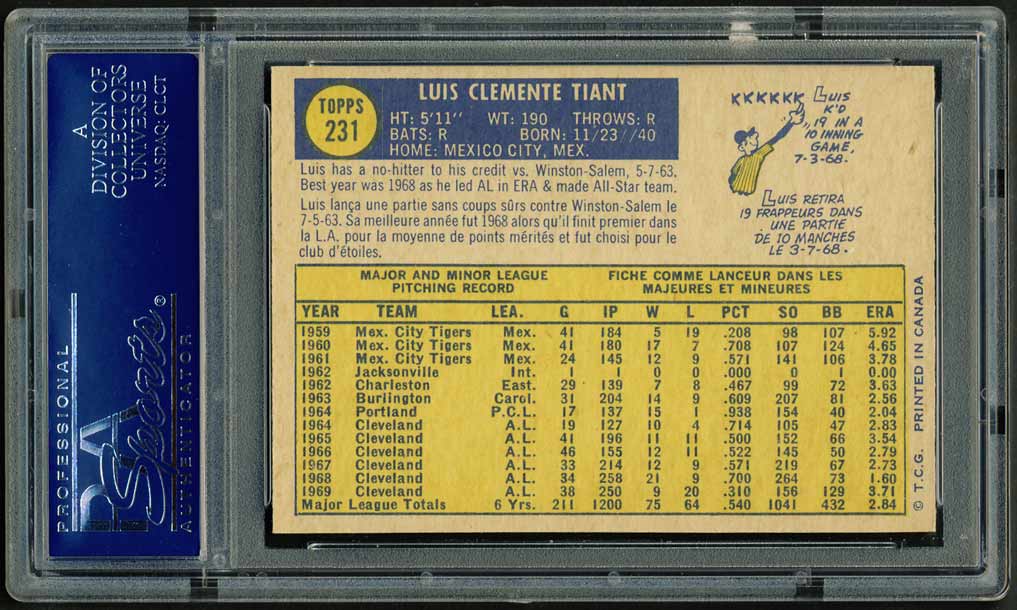 A
DIVISION OF
COLLECTORS
UNIVERSE
NASDAQ: CLCT
PROFESSIONAL
PSA
Sports®
AUTHENTICATOR
TOPPS
231
LUIS CLEMENTE TIANT
HT: 5'11'' WT: 190 THROWS: R
BATS: R BORN: 11/23//40
HOME: MEXICO CITY, MEX.
Luis has a no-hitter to his credit vs. Winston-Salem, 5-7-63.
Best year was 1968 as he led AL in ERA & made All-Star team.
Luis lança une partie sans coups sûrs contre Winston-Salem le
7-5-63. Sa meilleure année fut 1968 alors qu'il finit premier dans
la L.A. pour la moyenne de points mérités et fut choisi pour le
club d'étoiles.
KKKKKK
LUIS
K'D
19 IN A
10 INNING
GAME,
7-3-68.
LUIS RETIRA
19 FRAPPEURS DANS
UNE PARTIE
DE 10 MANCHES
LE 3-7-68.
MAJOR AND MINOR LEAGUE
PITCHING RECORD
FICHE COMME LANCEUR DANS LES
MAJEURES ET MINEURES
YEAR TEAM LEA. G IP W L PCT SO BB ERA
1959 Mex. City Tigers Mex. 41 184 5 19 .208 98 107 5.92
1960 Mex. City Tigers Mex. 41 180 17 7 .708 107 124 4.65
1961 Mex. City Tigers Mex. 24 145 12 9 .571 141 106 3.78
1962 Jacksonville Int. 1 1 0 0 .000 0 1 0.00
1962 Charleston East. 29 139 7 8 .467 99 72 3.63
1963 Burlington Carol. 31 204 14 9 .609 207 81 2.56
1964 Portland P.C.L. 17 137 15 1 .938 154 40 2.04
1964 Cleveland A.L. 19 127 10 4 .714 105 47 2.83
1965 Cleveland A.L. 41 196 11 11 .500 152 66 3.54
1966 Cleveland A.L. 46 155 12 11 .522 145 50 2.79
1967 Cleveland A.L. 33 214 12 9 .571 219 67 2.73
1968 Cleveland A.L. 34 258 21 9 .700 264 73 1.60
1969 Cleveland A.L. 38 250 9 20 .310 156 129 3.71
Major League Totals 6 Yrs. 211 1200 75 64 .540 1041 432 2.84
© T.C.G. PRINTED IN CANADA